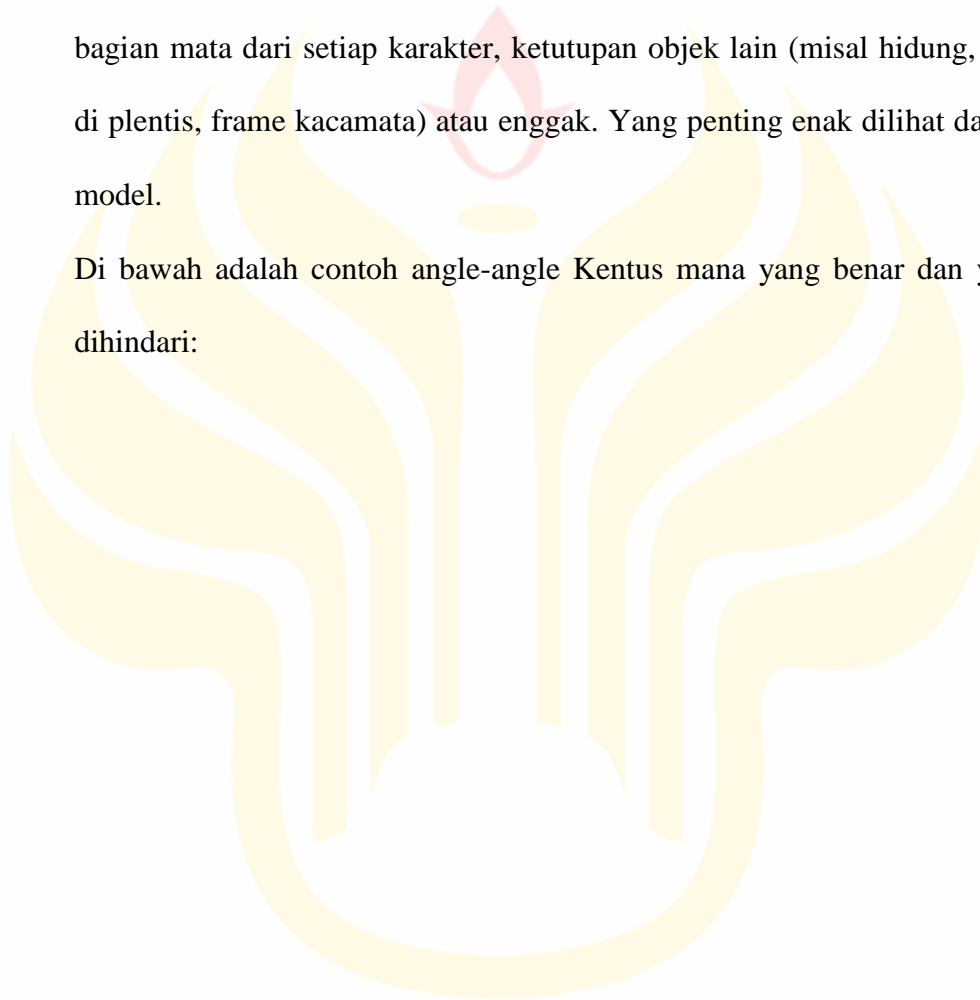 bagian mata dari setiap karakter, ketutupan objek lain (misal hidung,
di plentis, frame kacamata) atau enggak. Yang penting enak dilihat
model.
Di bawah adalah contoh angle-angle Kentus mana yang benar dan
dihindari: